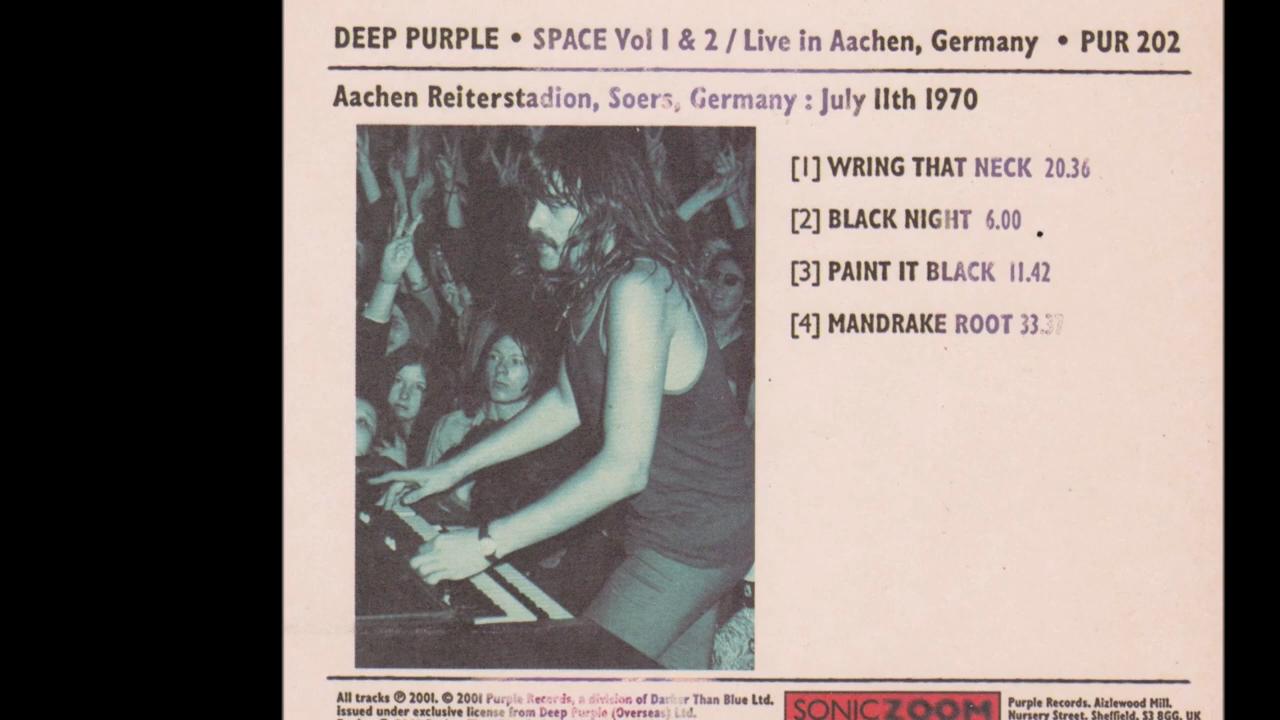 DEEP PURPLE • SPACE Vol 1 & 2 / Live in Aachen, Germany • PUR 202
Aachen Reiterstadion, Soers, Germany : July 11th 1970
[1] WRING THAT NECK 20.36
[2] BLACK NIGHT 6.00
[3] PAINT IT BLACK 11.42
[4] MANDRAKE ROOT 33.37
All tracks ℗ 2001. © 2001 Purple Records, a division of Darker Than Blue Ltd.
issued under exclusive license from Deep Purple (Overseas) Ltd.
SONICZOOM
Purple Records. Aizlewood Mill.
Nursery Street. Sheffield. S3 8GG. UK